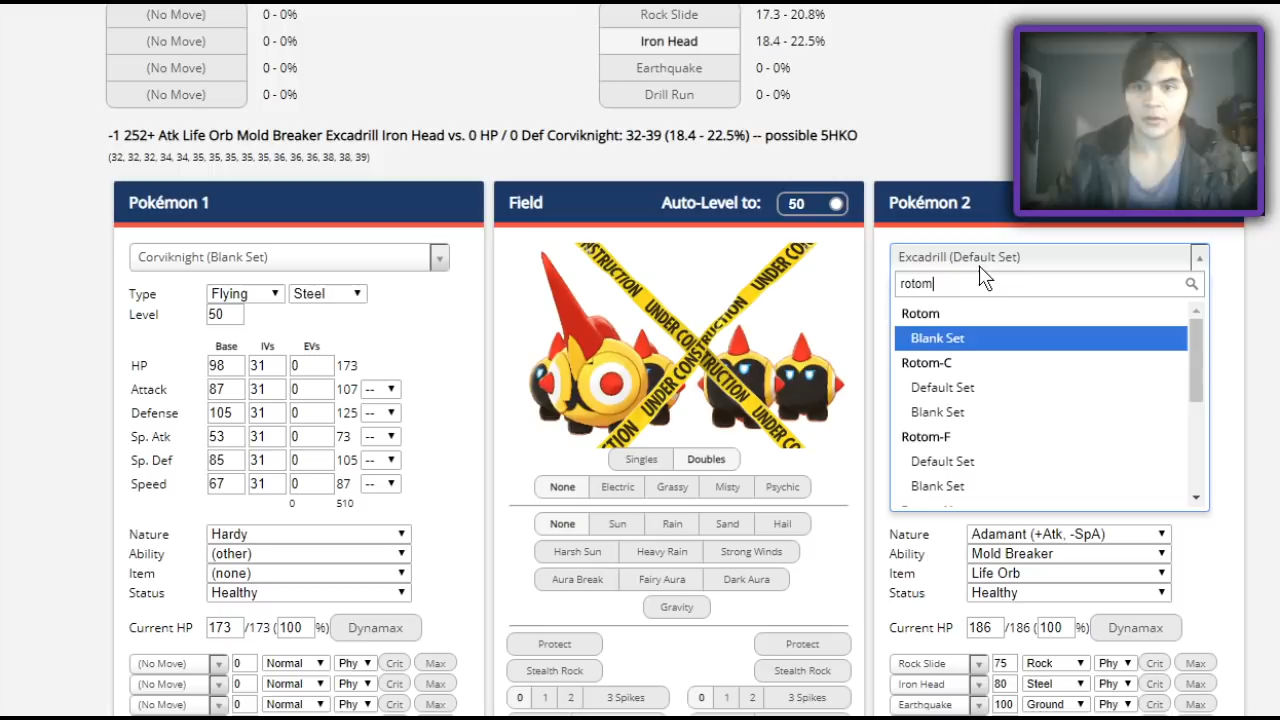 (No Move) 0 - 0% Rock Slide 17.3 - 20.8%
(No Move) 0 - 0% Iron Head 18.4 - 22.5%
(No Move) 0 - 0% Earthquake 0 - 0%
(No Move) 0 - 0% Drill Run 0 - 0%
-1 252+ Atk Life Orb Mold Breaker Excadrill Iron Head vs. 0 HP / 0 Def Corviknight: 32-39 (18.4 - 22.5%) -- possible 5HKO
(32, 32, 32, 34, 34, 35, 35, 35, 35, 35, 36, 36, 36, 38, 38, 39)
Pokémon 1
Corviknight (Blank Set)
Type Flying Steel
Level 50
Base IVs EVs
HP 98 31 0 173
Attack 87 31 0 107 --
Defense 105 31 0 125 --
Sp. Atk 53 31 0 73 --
Sp. Def 85 31 0 105 --
Speed 67 31 0 87 --
0 510
Nature Hardy
Ability (other)
Item (none)
Status Healthy
Current HP 173 /173 (100 %) Dynamax
(No Move) 0 Normal Phy Crit Max
(No Move) 0 Normal Phy Crit Max
(No Move) 0 Normal Phy Crit Max
Field Auto-Level to: 50
UNDER CONSTRUCTION
UNDER CONSTRUCTION
Singles Doubles
None Electric Grassy Misty Psychic
None Sun Rain Sand Hail
Harsh Sun Heavy Rain Strong Winds
Aura Break Fairy Aura Dark Aura
Gravity
Protect Protect
Stealth Rock Stealth Rock
0 1 2 3 Spikes 0 1 2 3 Spikes
Pokémon 2
Excadrill (Default Set)
rotom
Rotom
Blank Set
Rotom-C
Default Set
Blank Set
Rotom-F
Default Set
Blank Set
Nature Adamant (+Atk, -SpA)
Ability Mold Breaker
Item Life Orb
Status Healthy
Current HP 186 /186 (100 %) Dynamax
Rock Slide 75 Rock Phy Crit Max
Iron Head 80 Steel Phy Crit Max
Earthquake 100 Ground Phy Crit Max